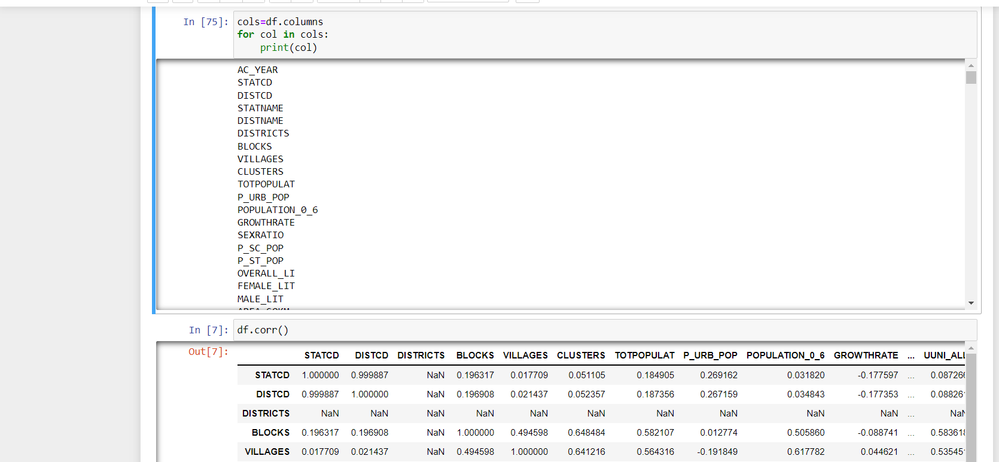 In [75]: cols=df.columns
for col in cols:
    print(col)
AC_YEAR
STATCD
DISTCD
STATNAME
DISTNAME
DISTRICTS
BLOCKS
VILLAGES
CLUSTERS
TOTPOPULAT
P_URB_POP
POPULATION_0_6
GROWTHRATE
SEXRATIO
P_SC_POP
P_ST_POP
OVERALL_LI
FEMALE_LIT
MALE_LIT
In [7]: df.corr()
Out[7]:
STATCD DISTCD DISTRICTS BLOCKS VILLAGES CLUSTERS TOTPOPULAT P_URB_POP POPULATION_0_6 GROWTHRATE ... UUNI_ALL
STATCD 1.000000 0.999887 NaN 0.196317 0.017709 0.051105 0.184905 0.269162 0.031820 -0.177597 ... 0.08726
DISTCD 0.999887 1.000000 NaN 0.196908 0.021437 0.052357 0.187356 0.267159 0.034843 -0.177353 ... 0.08826
DISTRICTS NaN NaN NaN NaN NaN NaN NaN NaN NaN NaN ... NaN
BLOCKS 0.196317 0.196908 NaN 1.000000 0.494598 0.648484 0.582107 0.012774 0.505860 -0.088741 ... 0.58361
VILLAGES 0.017709 0.021437 NaN 0.494598 1.000000 0.641216 0.564316 -0.191849 0.617782 0.044621 ... 0.53545